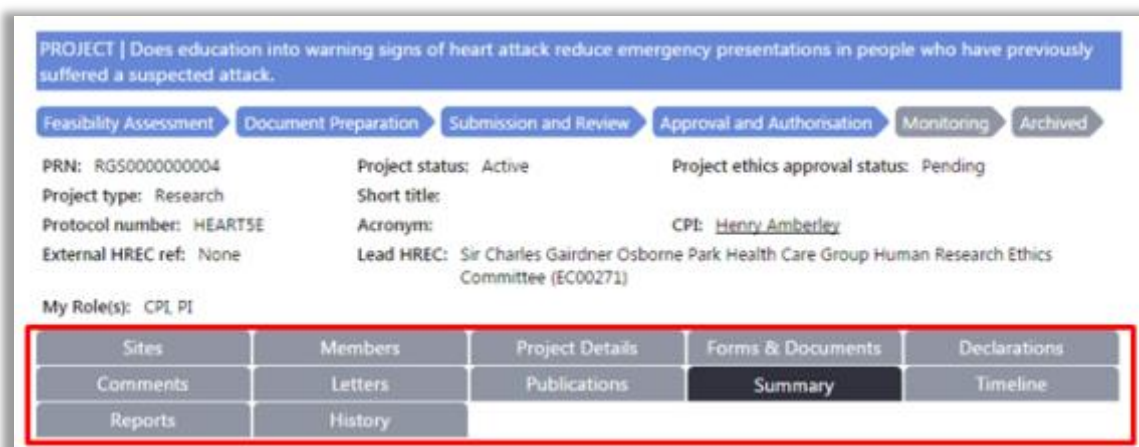 PROJECT | Does education into warning signs of heart attack reduce emergency presentations in people who have previously
suffered a suspected attack.
Feasibility Assessment Document Preparation Submission and Review Approval and Authorisation Monitoring Archived
PRN: RGS0000000004 Project status: Active Project ethics approval status: Pending
Project type: Research Short title:
Protocol number: HEART5E Acronym: CPI: Henry Amberley
External HREC ref: None Lead HREC: Sir Charles Gairdner Osborne Park Health Care Group Human Research Ethics
Committee (EC00271)
My Role(s): CPI, PI
Sites Members Project Details Forms & Documents Declarations
Comments Letters Publications Summary Timeline
Reports History